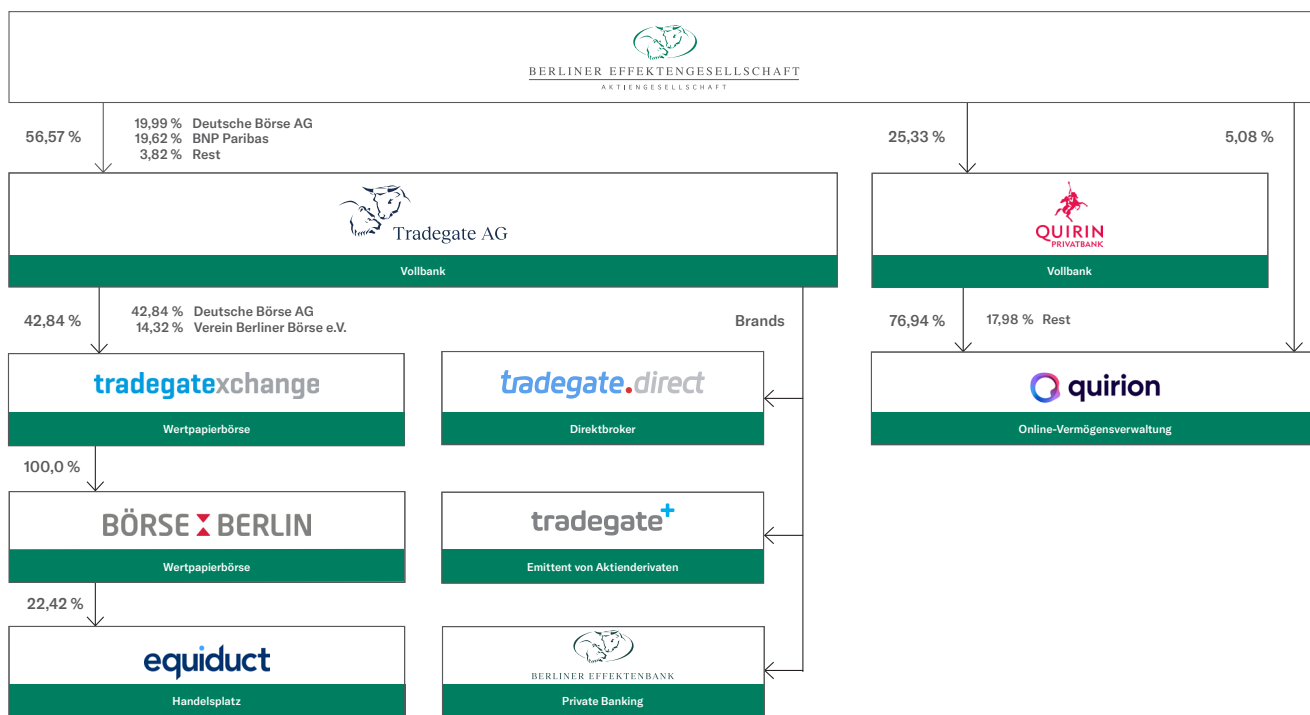 BERLINER EFFEKTENGESELLSCHAFT
AKTIENGESELLSCHAFT
56,57 %
19,99 % Deutsche Börse AG
19,62 % BNP Paribas
3,82 % Rest
25,33 %
5,08 %
Tradegate AG
Vollbank
QUIRIN
PRIVATBANK
Vollbank
42,84 %
42,84 % Deutsche Börse AG
14,32 % Verein Berliner Börse e.V.
Brands
76,94 %
17,98 % Rest
tradegatexchange
Wertpapierbörse
tradegate.direct
Direktbroker
quirion
Online-Vermögensverwaltung
100,0 %
BÖRSE BERLIN
Wertpapierbörse
tradegate+
Emittent von Aktienderivaten
22,42 %
equiduct
Handelsplatz
BERLINER EFFEKTENBANK
Private Banking